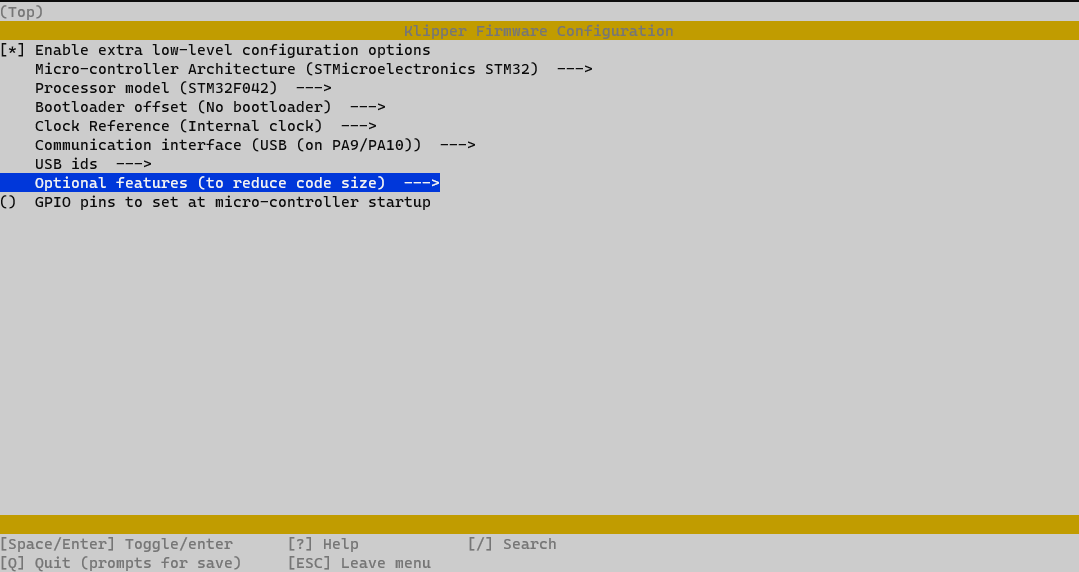 (Top)
Klipper Firmware Configuration
[*] Enable extra low-level configuration options
Micro-controller Architecture (STMicroelectronics STM32)  --->
Processor model (STM32F042)  --->
Bootloader offset (No bootloader)  --->
Clock Reference (Internal clock)  --->
Communication interface (USB (on PA9/PA10))  --->
USB ids  --->
Optional features (to reduce code size)  --->
()  GPIO pins to set at micro-controller startup
[Space/Enter] Toggle/enter      [?] Help            [/] Search
[Q] Quit (prompts for save)     [ESC] Leave menu